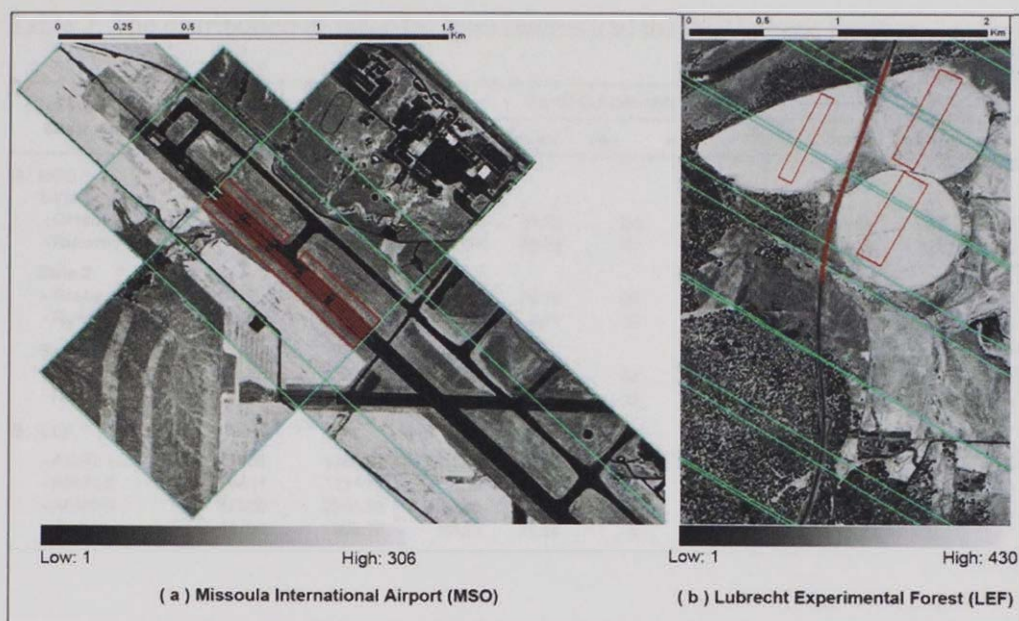 0 0.25 0.5 1 1.5
Km
0 0.5 1 2
Km
Low: 1 High: 306
Low: 1 High: 430
( a ) Missoula International Airport (MSO)
( b ) Lubrecht Experimental Forest (LEF)